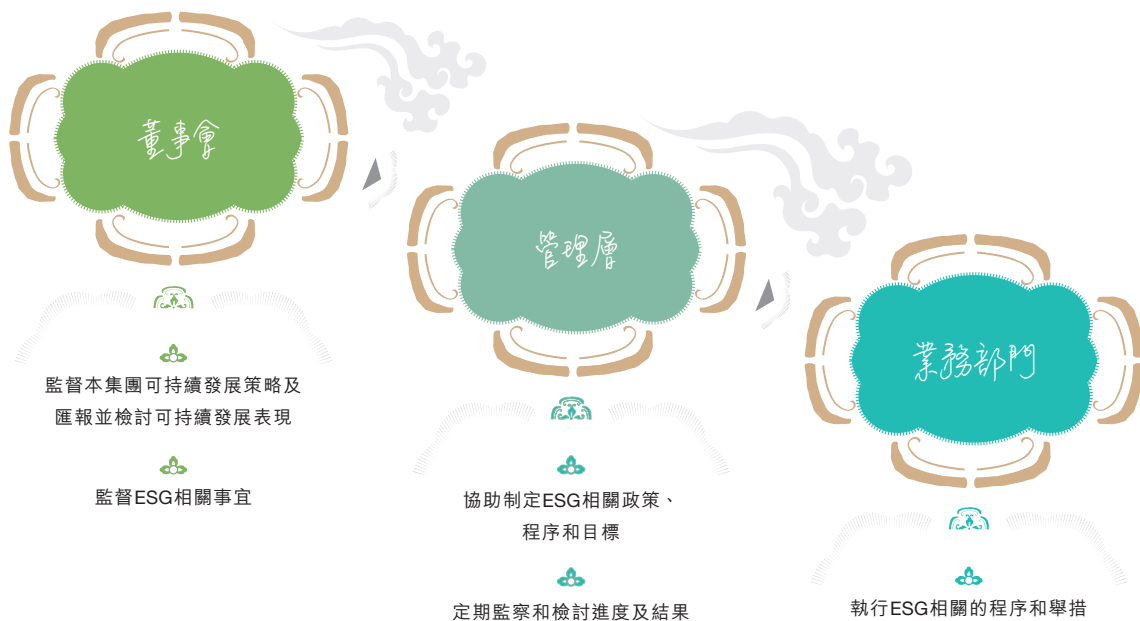 董事會
監督本集團可持續發展策略及
匯報並檢討可持續發展表現
監督ESG相關事宜
管理層
協助制定ESG相關政策、
程序和目標
定期監察和檢討進度及結果
業務部門
執行ESG相關的程序和舉措